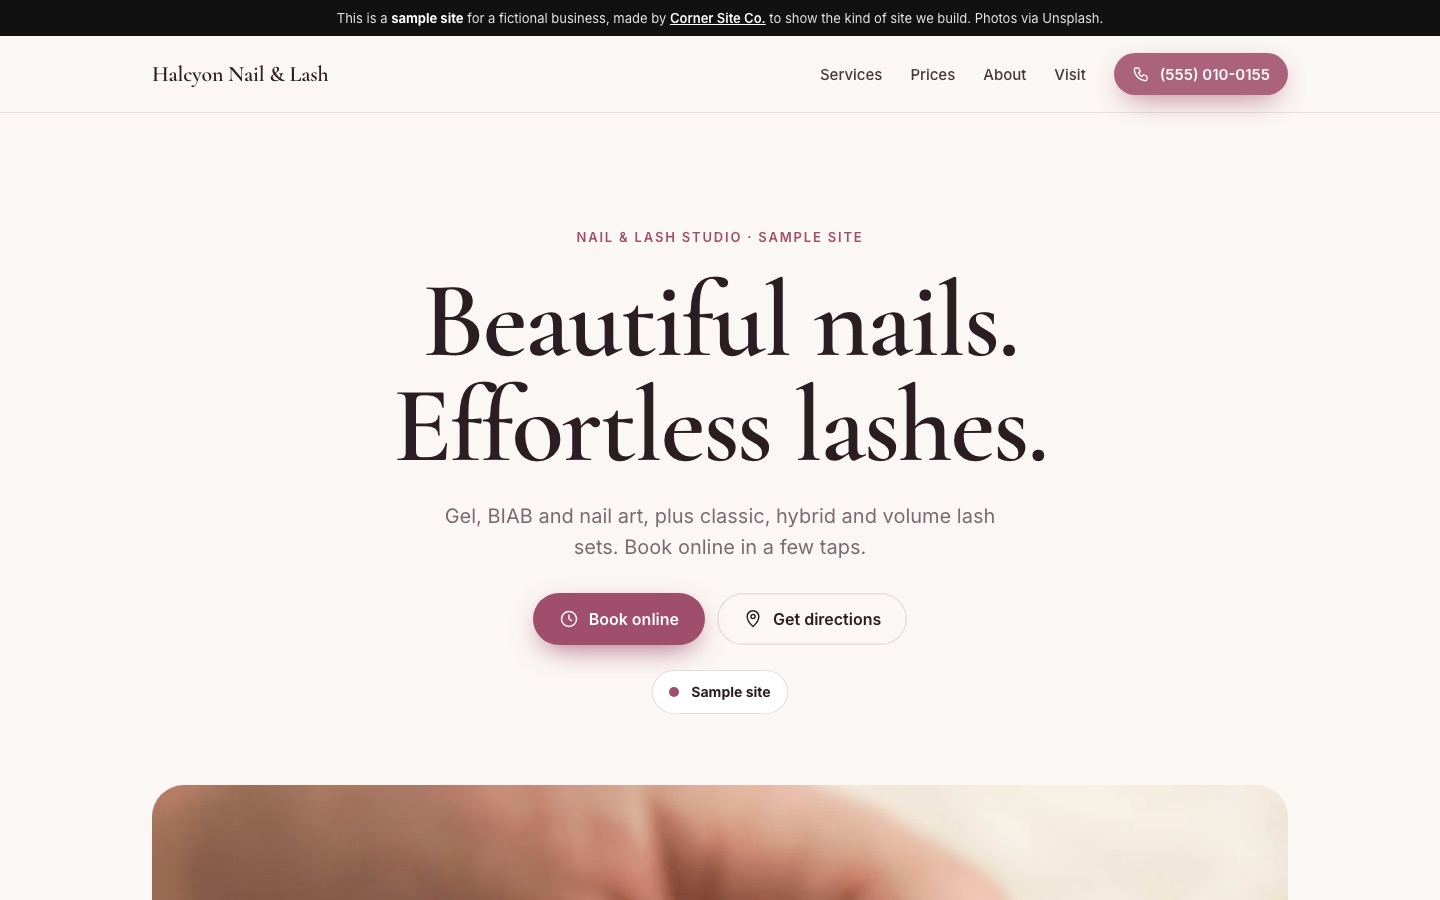 This is a sample site for a fictional business, made by Corner Site Co. to show the kind of site we build. Photos via Unsplash.
Halcyon Nail & Lash
Services
Prices
About
Visit
(555) 010-0155
NAIL & LASH STUDIO · SAMPLE SITE
Beautiful nails.
Effortless lashes.
Gel, BIAB and nail art, plus classic, hybrid and volume lash
sets. Book online in a few taps.
Book online
Get directions
Sample site